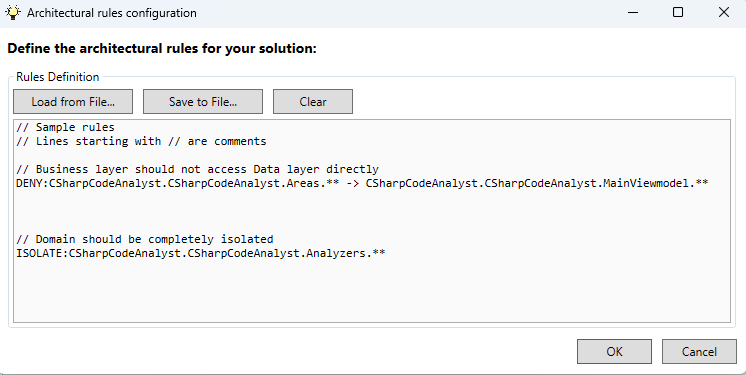 Architectural rules configuration
Define the architectural rules for your solution:
Rules Definition
Load from File... Save to File... Clear
// Sample rules
// Lines starting with // are comments
// Business layer should not access Data layer directly
DENY:CSharpCodeAnalyst.CSharpCodeAnalyst.Areas.** -> CSharpCodeAnalyst.CSharpCodeAnalyst.MainViewmodel.**
// Domain should be completely isolated
ISOLATE:CSharpCodeAnalyst.CSharpCodeAnalyst.Analyzers.**
OK Cancel